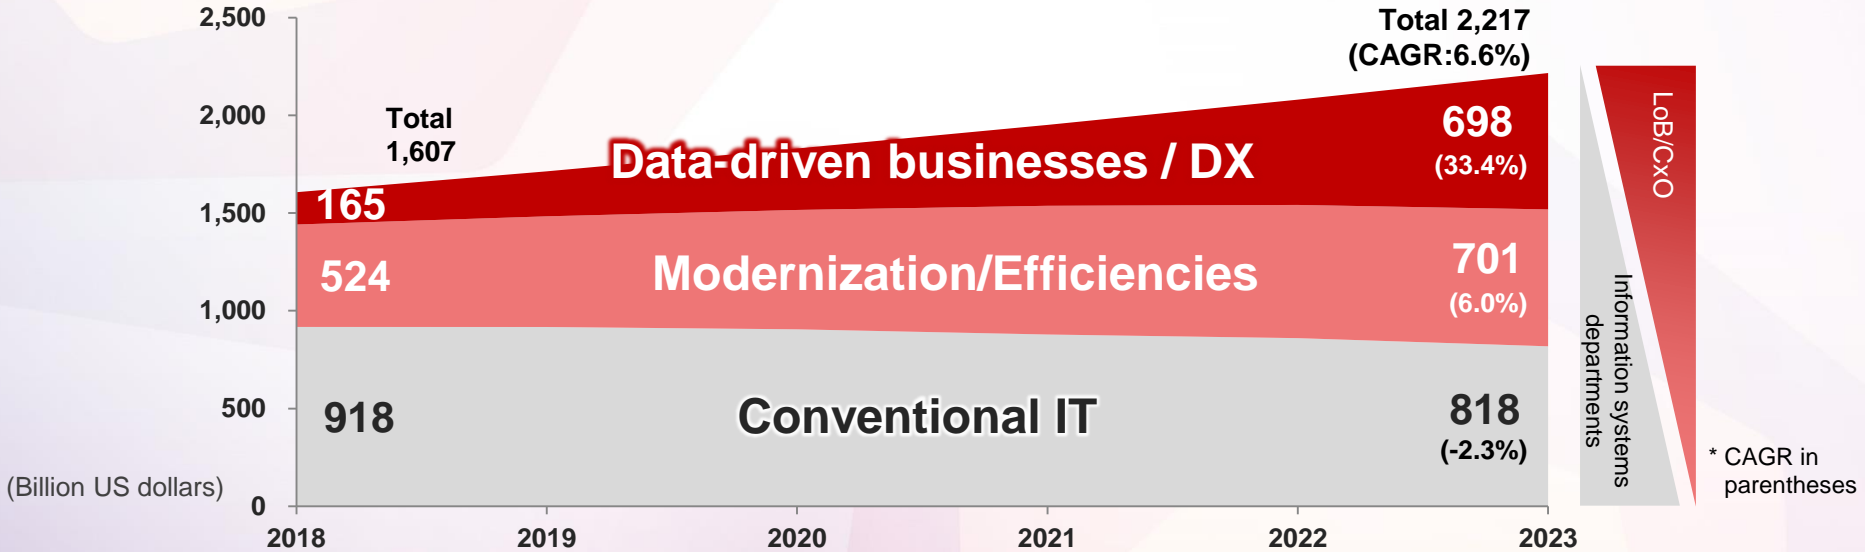 2,500
2,000
1,500
1,000
500
0
(Billion US dollars)
Total
1,607
Total 2,217
(CAGR:6.6%)
165
Data-driven businesses / DX
698
(33.4%)
524
Modernization/Efficiencies
701
(6.0%)
918
Conventional IT
818
(-2.3%)
2018
2019
2020
2021
2022
2023
LoB/CxO
Information systems
departments
* CAGR in
parentheses